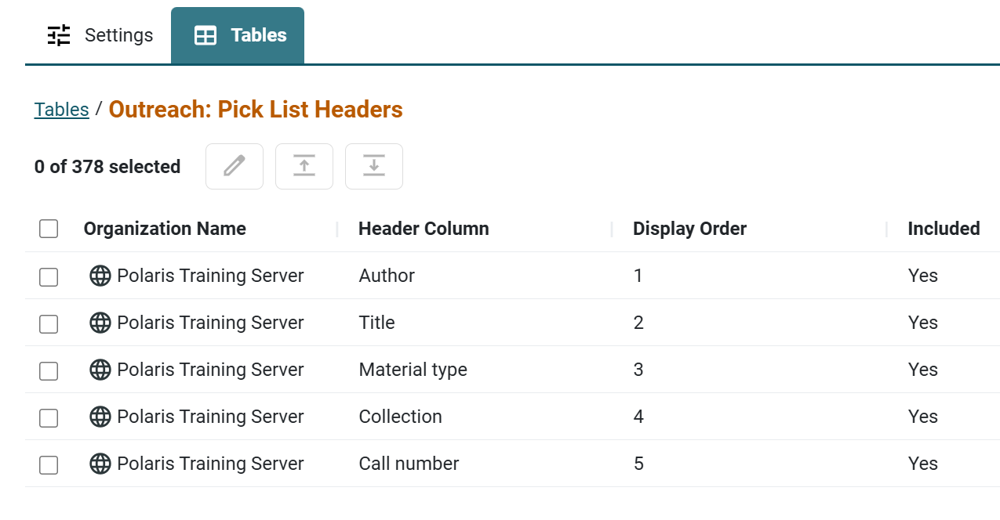 Settings Tables
Tables / Outreach: Pick List Headers
0 of 378 selected
Organization Name Header Column Display Order Included
Polaris Training Server Author 1 Yes
Polaris Training Server Title 2 Yes
Polaris Training Server Material type 3 Yes
Polaris Training Server Collection 4 Yes
Polaris Training Server Call number 5 Yes